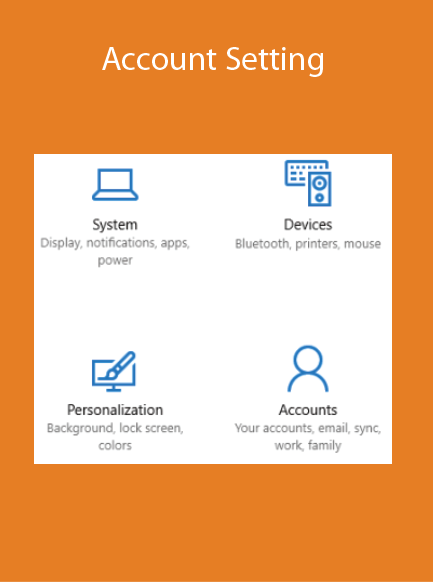 Account Setting
System
Display, notifications, apps,
power
Devices
Bluetooth, printers, mouse
Personalization
Background, lock screen,
colors
Accounts
Your accounts, email, sync,
work, family